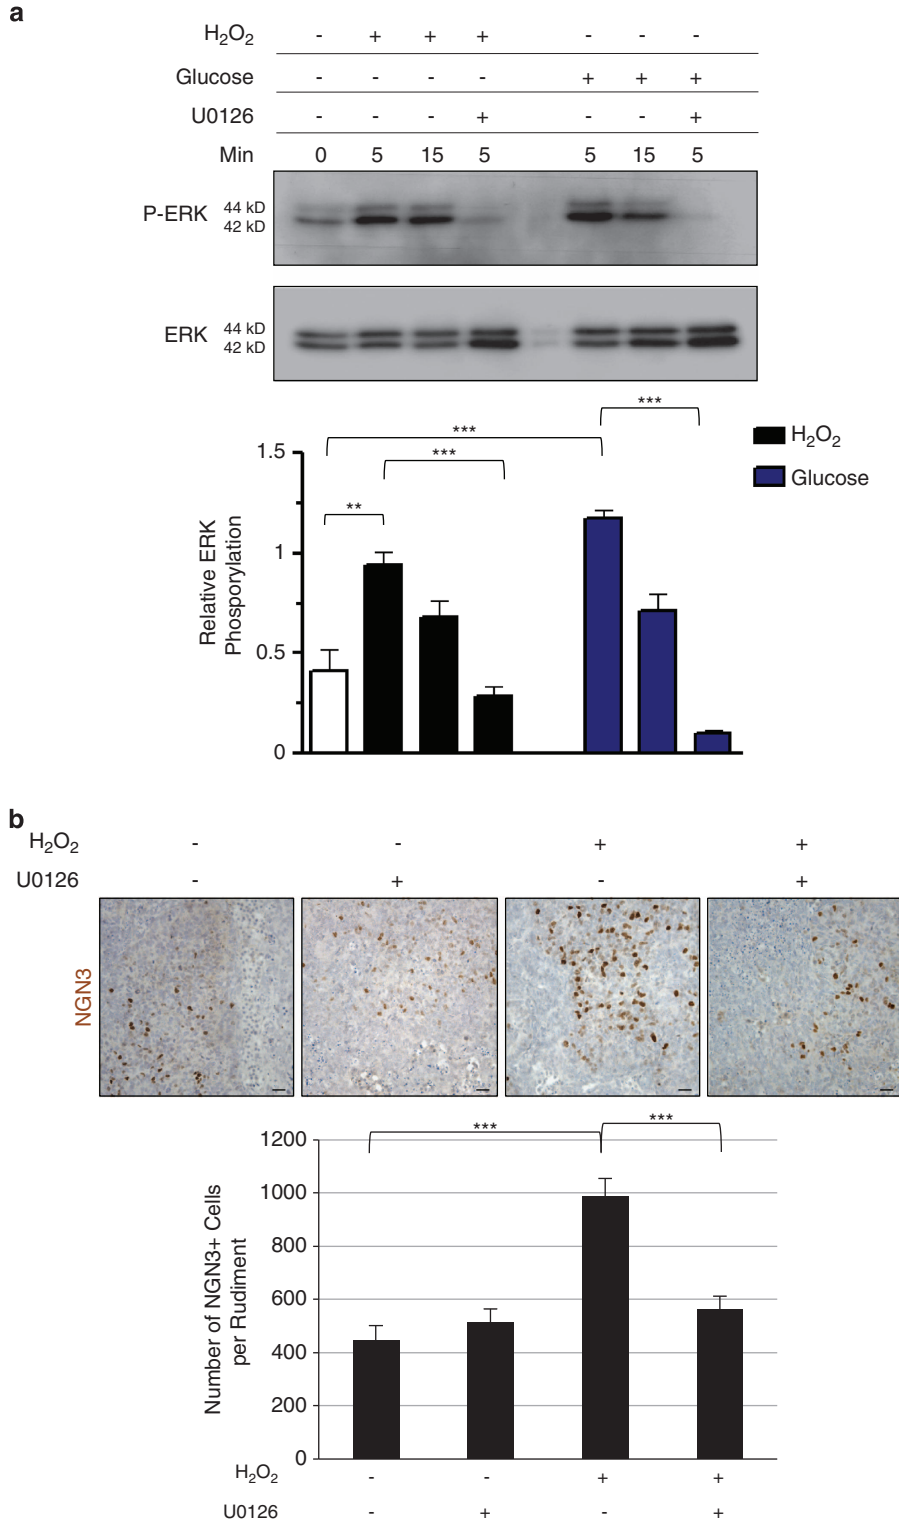 a
H2O2 - + + + - - -
Glucose - - - - + + +
U0126 - - - + - - +
Min 0 5 15 5 5 15 5
P-ERK 44 kD
42 kD
ERK 44 kD
42 kD
***
***
***
**
H2O2
Glucose
Relative ERK
Phosporylation
1.5
1
0.5
0
b
H2O2 - - + +
U0126 - + - +
NGN3
***
***
Number of NGN3+ Cells
per Rudiment
1200
1000
800
600
400
200
0
H2O2 - - + +
U0126 - + - +